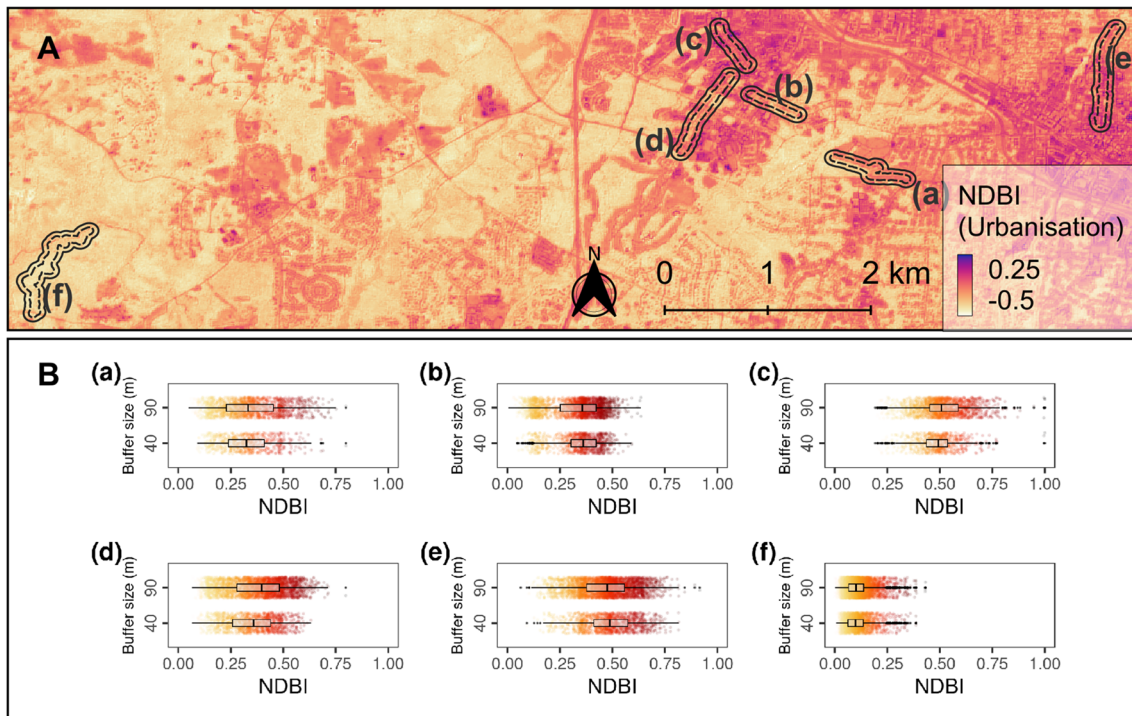 A
(c)
(e
(b)
(d)
(a)
(f)
N
0 1 2 km
NDBI
(Urbanisation)
0.25
-0.5
B
(a) (b) (c)
Buffer size (m) Buffer size (m) Buffer size (m)
90 90 90
40 40 40
0.00 0.25 0.50 0.75 1.00 0.00 0.25 0.50 0.75 1.00 0.00 0.25 0.50 0.75 1.00
NDBI NDBI NDBI
(d) (e) (f)
Buffer size (m) Buffer size (m) Buffer size (m)
90 90 90
40 40 40
0.00 0.25 0.50 0.75 1.00 0.00 0.25 0.50 0.75 1.00 0.00 0.25 0.50 0.75 1.00
NDBI NDBI NDBI